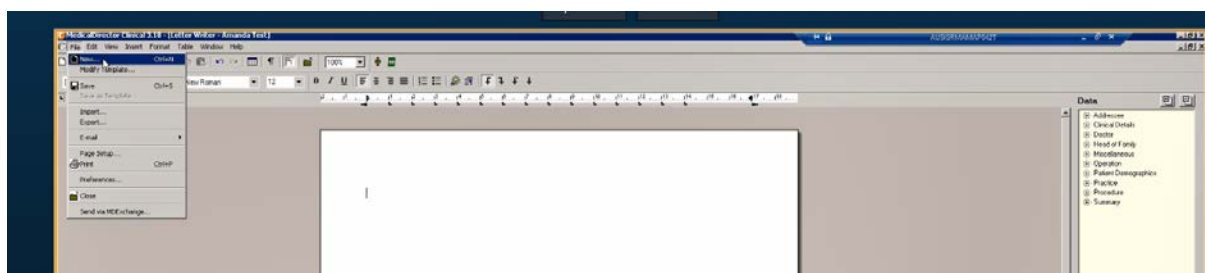 MedicalDirector Clinical 3.18 - [Letter Writer - Amanda Test]
File Edit View Insert Format Table Window Help
New... Ctrl+N
Modify Template...
Save Ctrl+S
Save as Template...
Import...
Export...
E-mail
Page Setup...
Print Ctrl+P
Preferences...
Close
Send via MDExchange...
100%
New Roman 12
B I U
Data
Addressee
Clinical Details
Doctor
Head of Family
Miscellaneous
Operation
Patient Demographics
Practice
Procedure
Summary